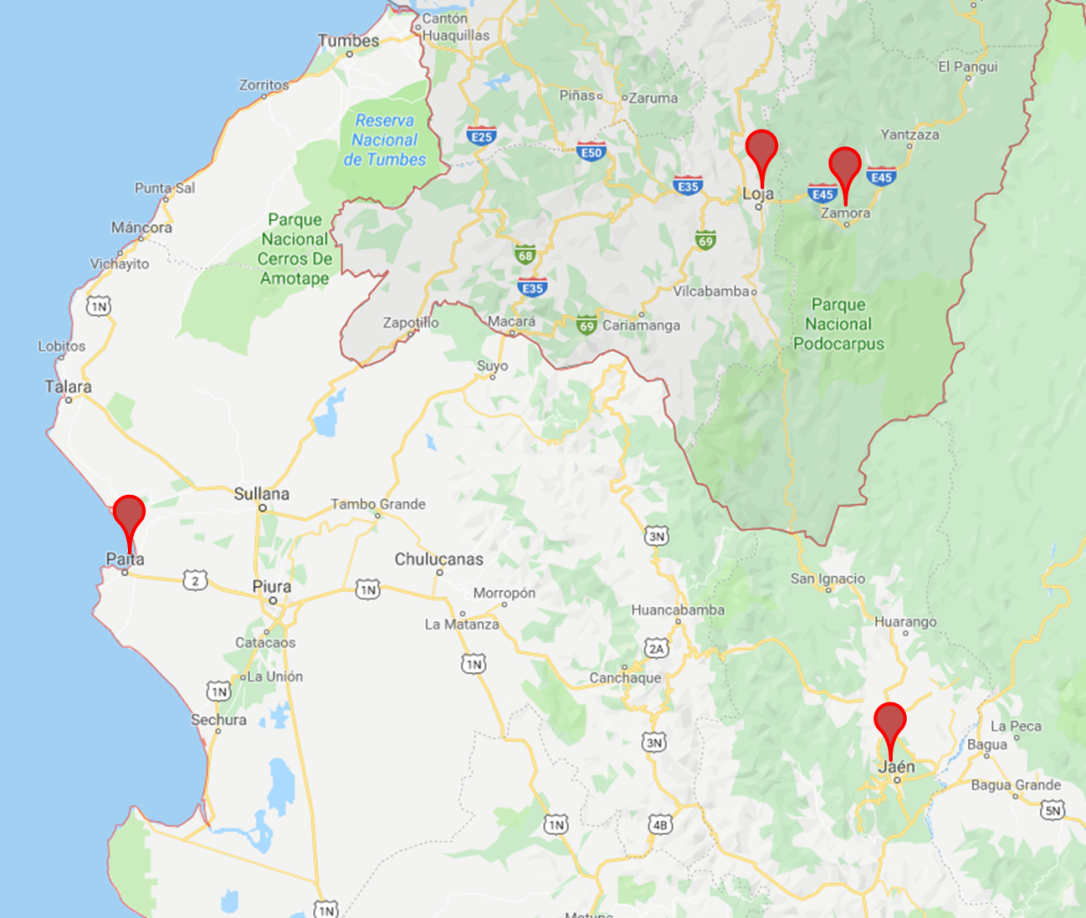 Cantón
Huaquillas
Tumbes
El Pangui
Zorritos
Piñas
Zaruma
Reserva
Nacional
de Tumbes
E25
E50
Yantzaza
E35
E45
E45
Punta Sal
Loja
Zamora
Máncora
Parque
Nacional
Cerros De
Amotape
69
68
Vichayito
E35
Vilcabamba
1N
Parque
Nacional
Podocarpus
Zapotillo
Macará
69
Cariamanga
Lobitos
Suyo
Talara
Sullana
Tambo Grande
3N
Paita
Chulucanas
2
Piura
1N
San Ignacio
Morropón
Huancabamba
La Matanza
Huarango
Catacaos
2A
1N
La Unión
Canchaque
1N
Sechura
La Peca
3N
Bagua
Jaén
Bagua Grande
5N
1N
4B
1N